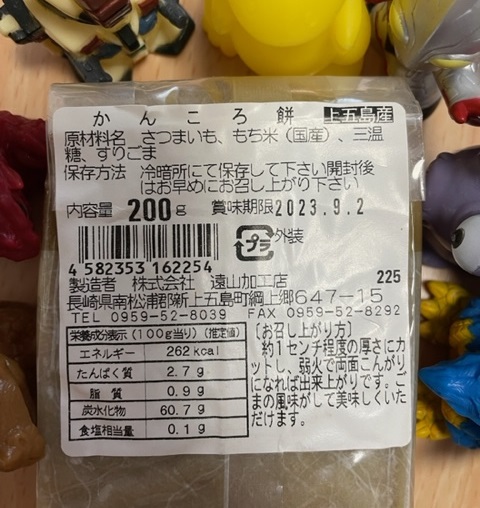 かんころ餅 上五島産
原材料名 さつまいも、もち米（国産）、三温
糖、すりごま
保存方法 冷暗所にて保存して下さい開封後
はお早めにお召し上がり下さい
内容量 200g 賞味期限2023.9.2
プラ 外装
4 582353 162254
製造者 株式会社 遠山加工店 225
長崎県南松浦郡新上五島町網上郷647-15
TEL 0959-52-8039 FAX 0959-52-8292
栄養成分表示（100g当り）（推定値）
エネルギー 262kcal
たんぱく質 2.7g
脂質 0.9g
炭水化物 60.7g
食塩相当量 0.1g
〔お召し上がり方〕
約1センチ程度の厚さにカ
ットし、弱火で両面こんがり
になれば出来上がりです。ご
まの風味がして美味しくいた
だけます。